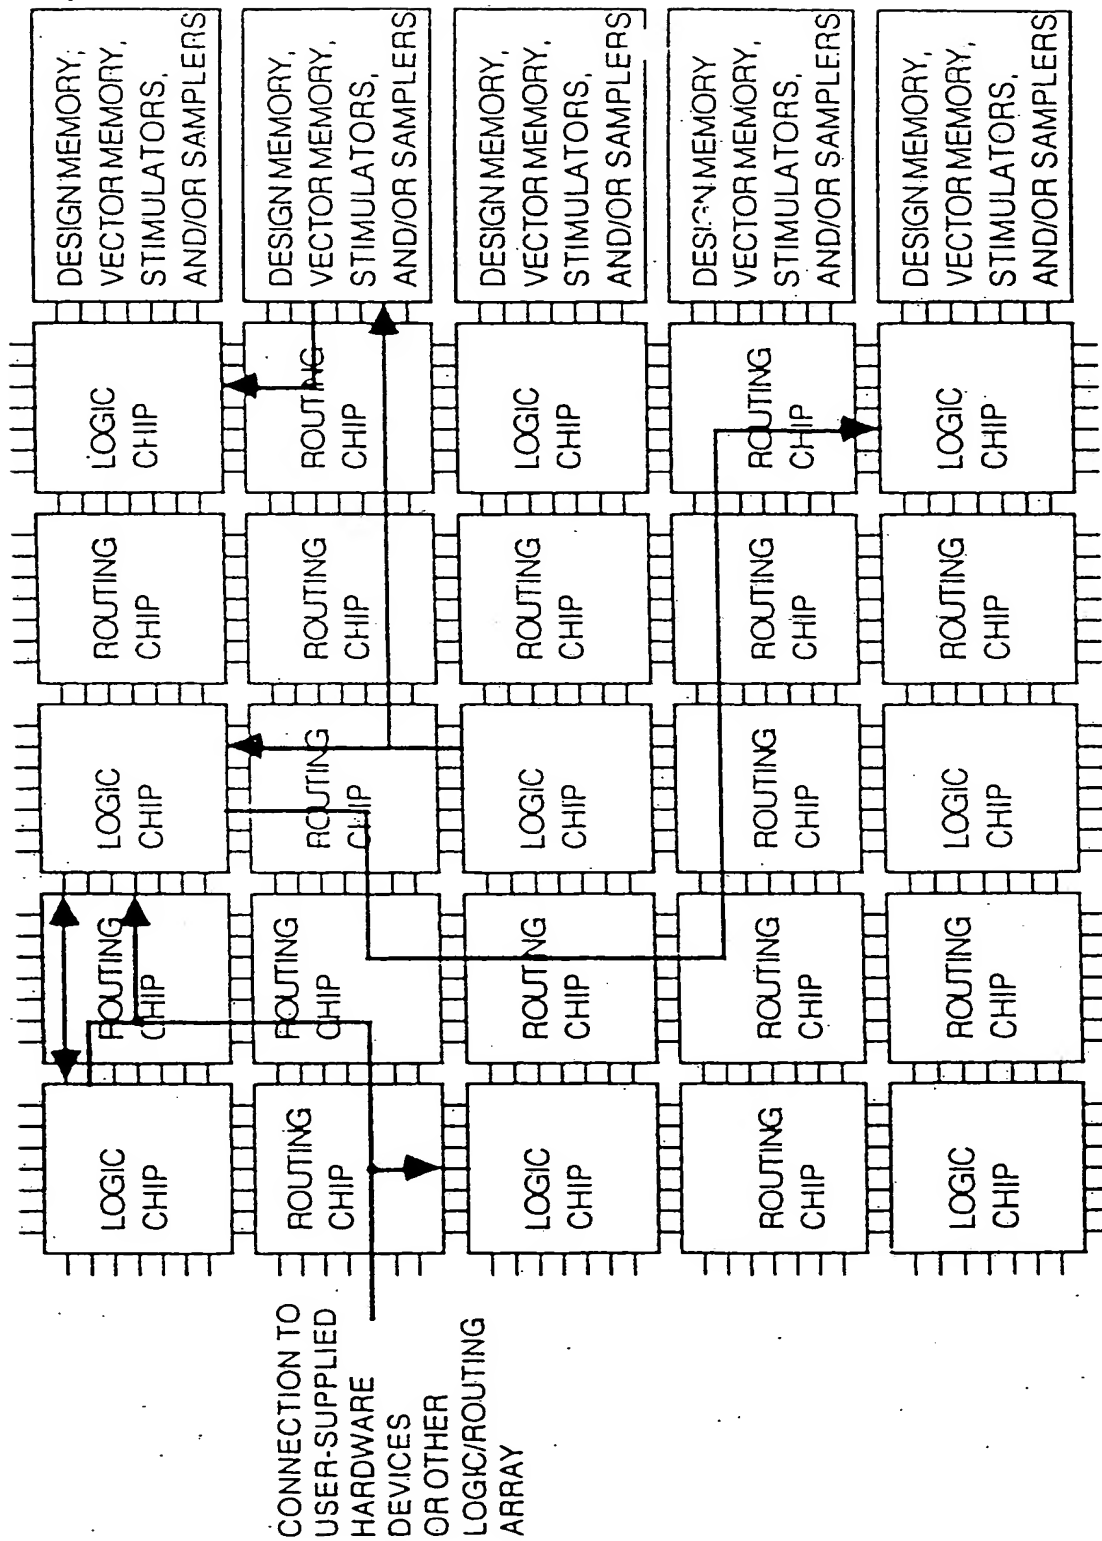 LOGIC
CHIP
ROUTING
CHIP
LOGIC
CHIP
ROUTING
CHIP
LOGIC
CHIP
DESIGN MEMORY,
VECTOR MEMORY,
STIMULATORS,
AND/OR SAMPLERS
CONNECTION TO
USER-SUPPLIED
HARDWARE
DEVICES
OR OTHER
LOGIC/ROUTING
ARRAY
ROUTING
CHIP
ROUTING
CHIP
ROUTING
CHIP
ROUTING
CHIP
ROUTING
CHIP
DESIGN MEMORY,
VECTOR MEMORY,
STIMULATORS,
AND/OR SAMPLERS
LOGIC
CHIP
ROUTING
CHIP
LOGIC
CHIP
ROUTING
CHIP
LOGIC
CHIP
DESIGN MEMORY,
VECTOR MEMORY,
STIMULATORS,
AND/OR SAMPLERS
ROUTING
CHIP
ROUTING
CHIP
ROUTING
CHIP
ROUTING
CHIP
ROUTING
CHIP
DESIGN MEMORY
VECTOR MEMORY,
STIMULATORS,
AND/OR SAMPLERS
LOGIC
CHIP
ROUTING
CHIP
LOGIC
CHIP
ROUTING
CHIP
LOGIC
CHIP
DESIGN MEMORY,
VECTOR MEMORY,
STIMULATORS,
AND/OR SAMPLERS